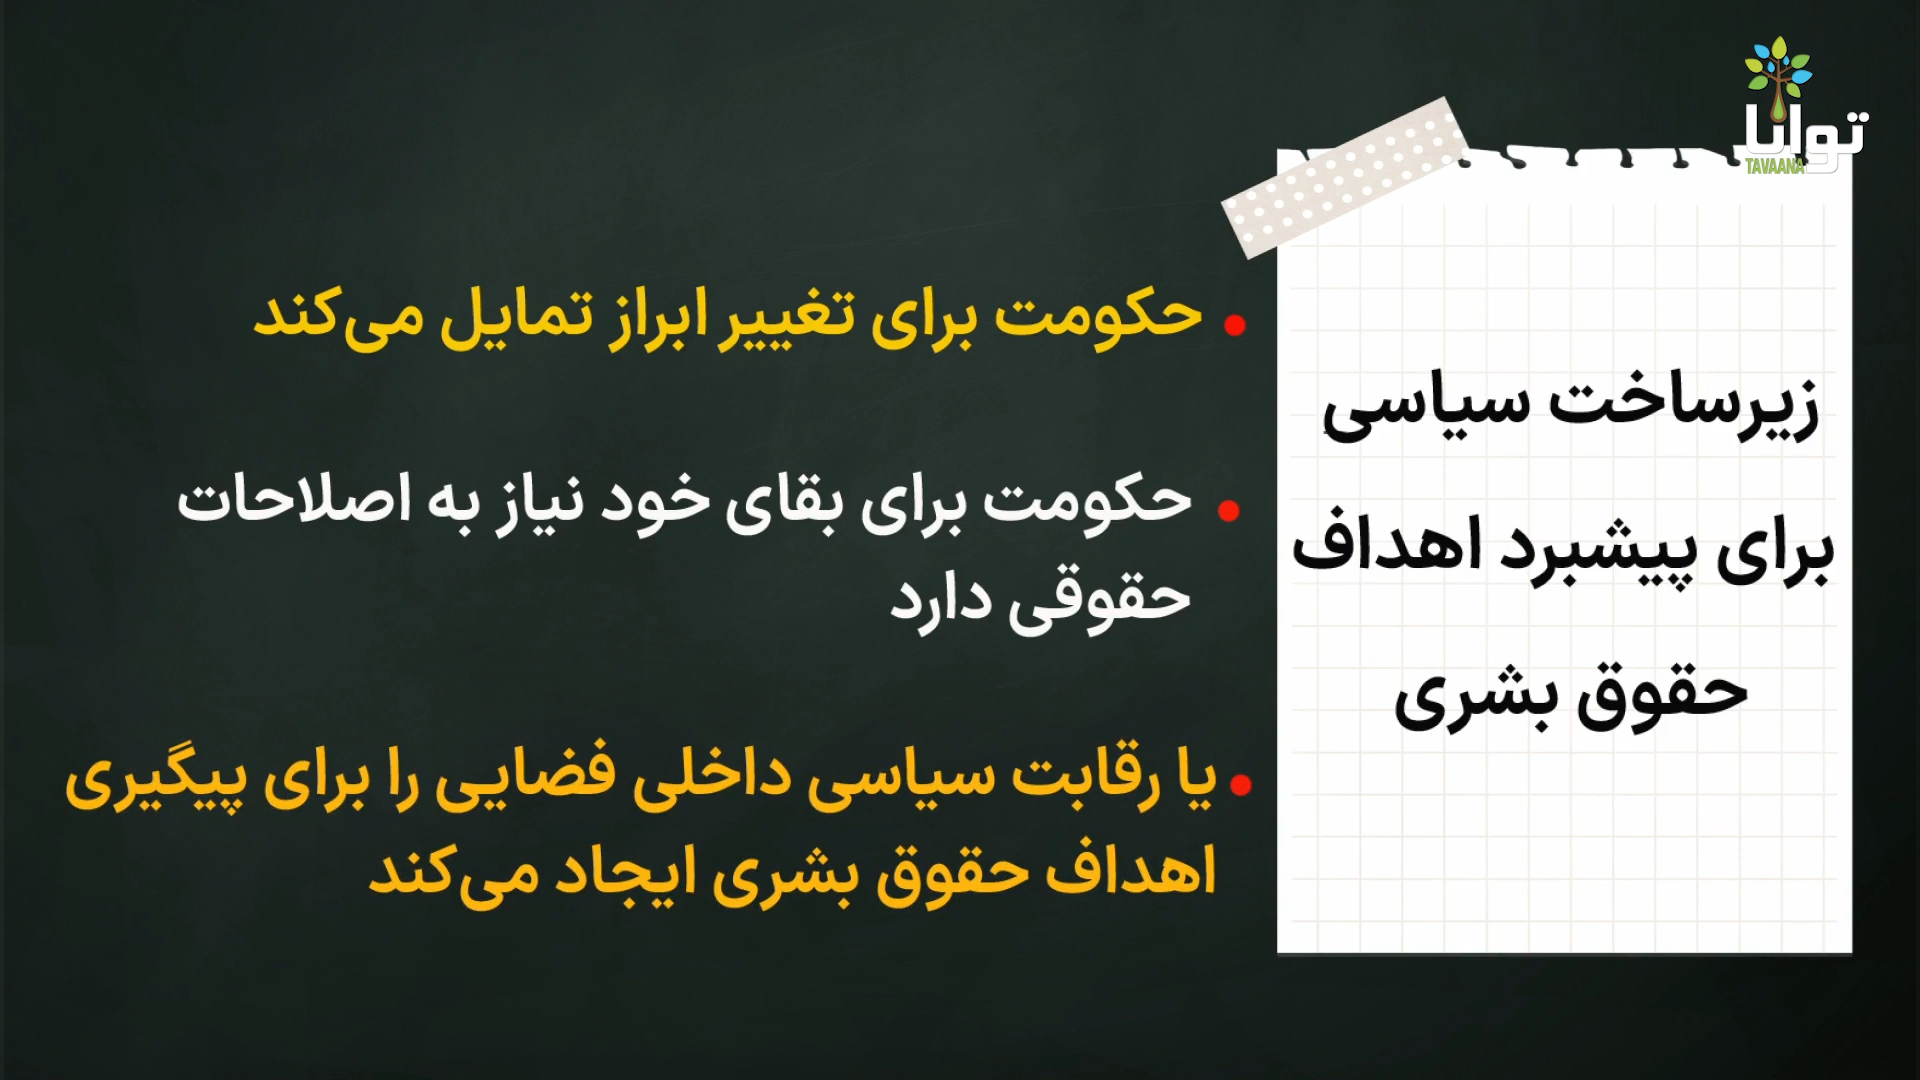 توانا
TAVAANA
زیرساخت سیاسی
برای پیشبرد اهداف
حقوق بشری
• حکومت برای تغییر ابراز تمایل می‌کند
• حکومت برای بقای خود نیاز به اصلاحات
حقوقی دارد
• یا رقابت سیاسی داخلی فضایی را برای پیگیری
اهداف حقوق بشری ایجاد می‌کند